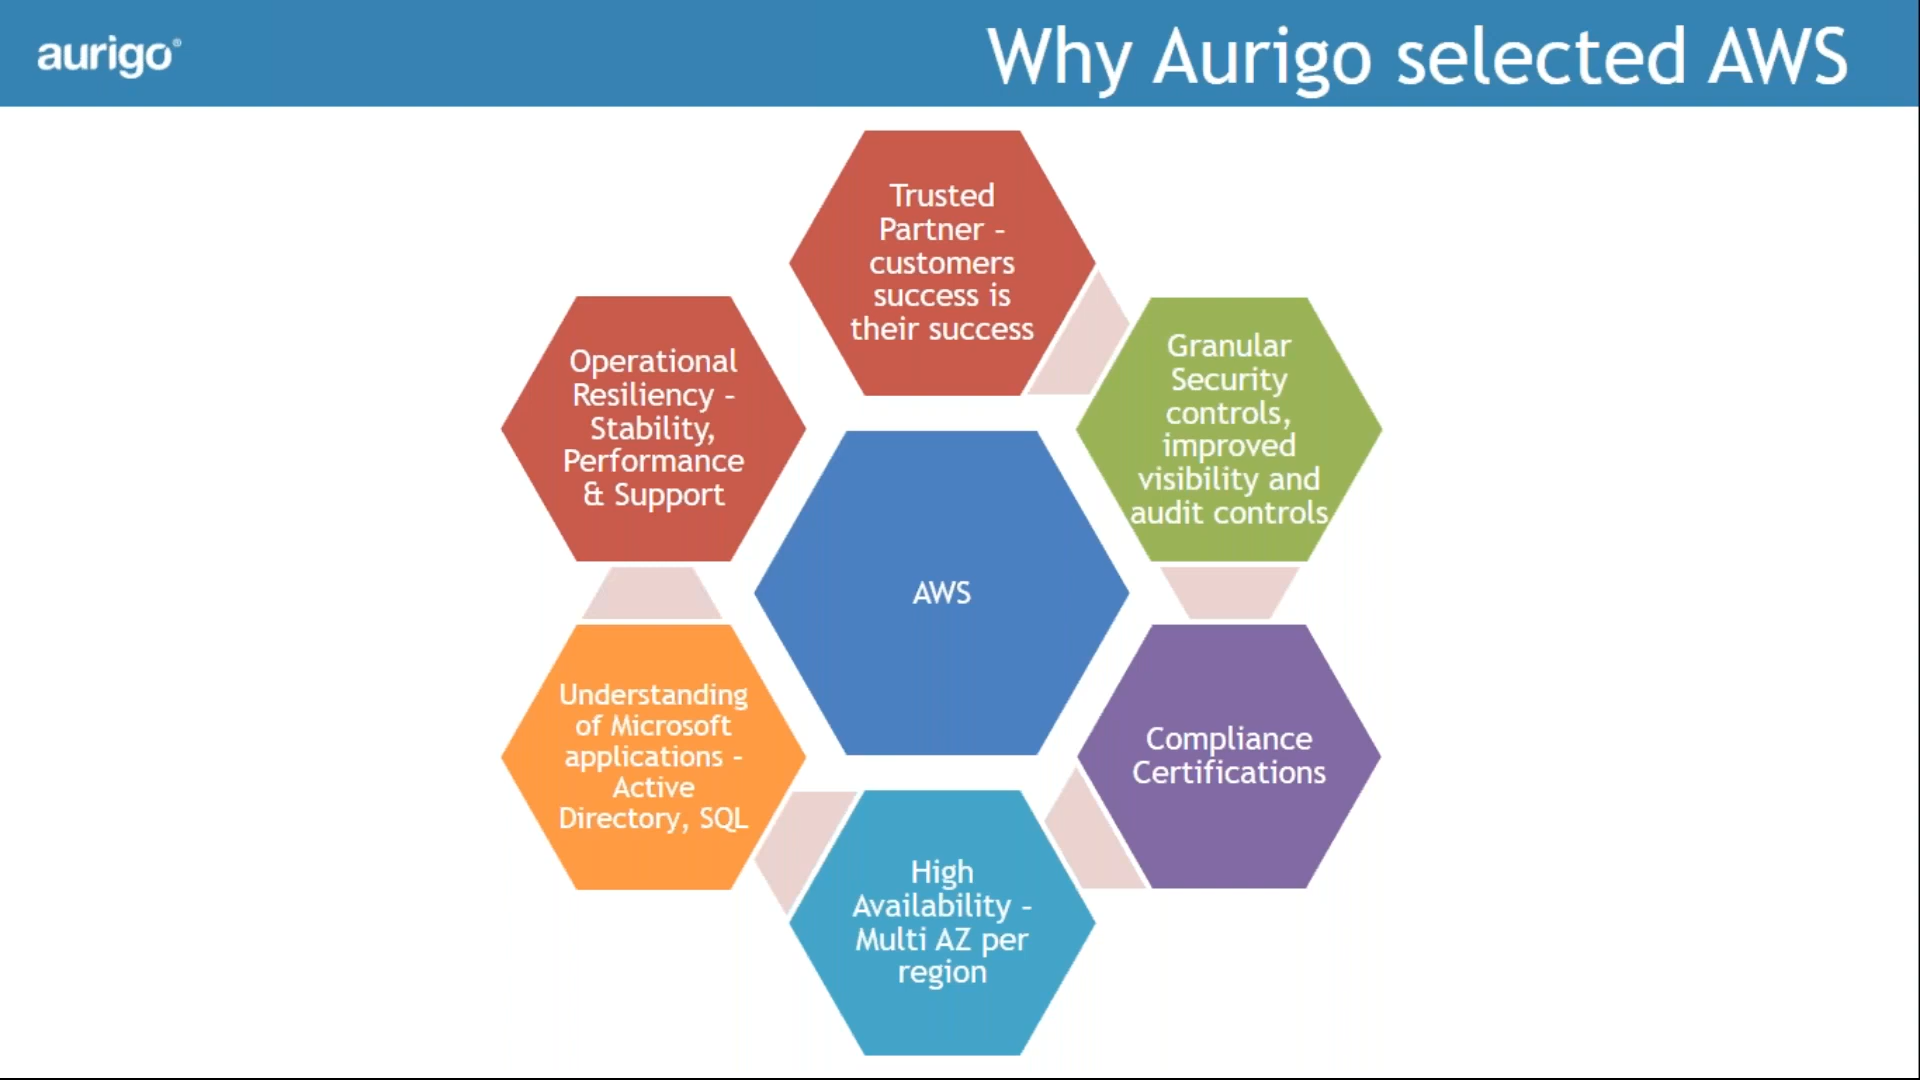 aurigo®
Why Aurigo selected AWS
Trusted
Partner -
customers
success is
their success
Granular
Security
controls,
improved
visibility and
audit controls
Compliance
Certifications
High
Availability -
Multi AZ per
region
Understanding
of Microsoft
applications -
Active
Directory, SQL
Operational
Resiliency -
Stability,
Performance
& Support
AWS